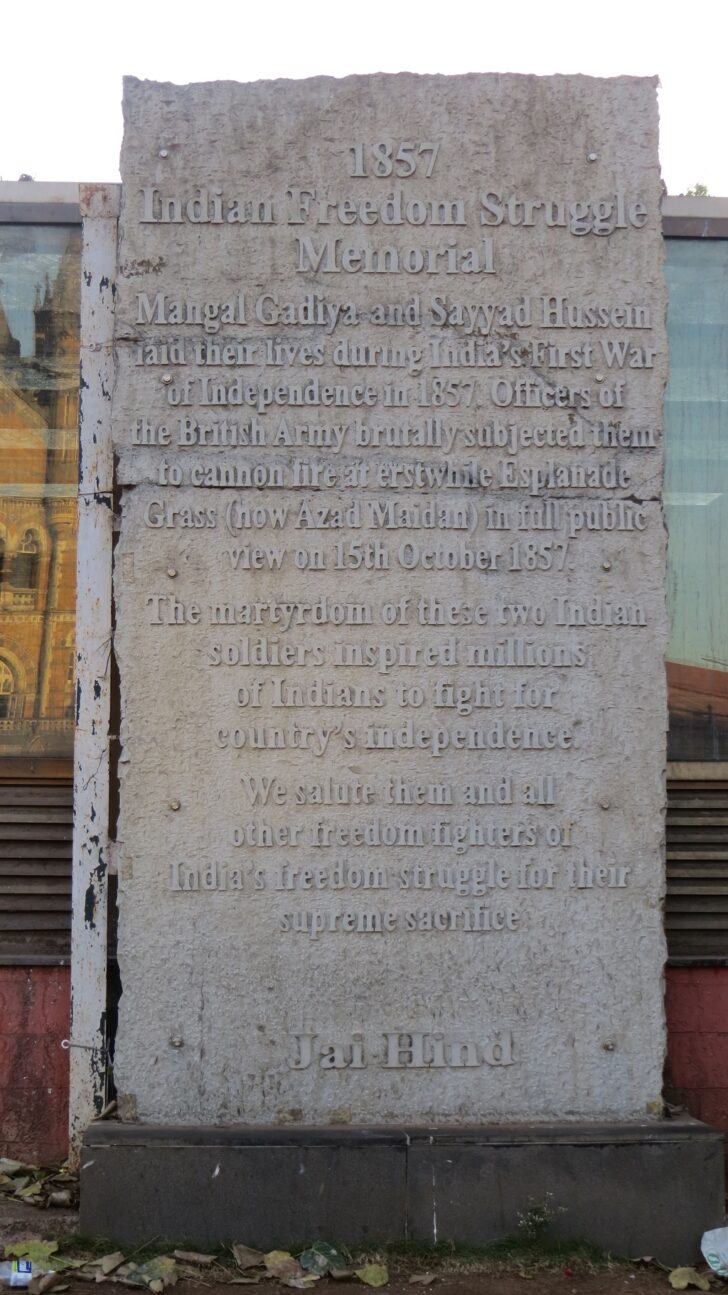 1857
Indian Freedom Struggle
Memorial
Mangal Gadiya and Sayyad Hussein
laid their lives during India's First War
of Independence in 1857. Officers of
the British Army brutally subjected them
to cannon fire at erstwhile Esplanade
Grass (now Azad Maidan) in full public
view on 15th October 1857.
The martyrdom of these two Indian
soldiers inspired millions
of Indians to fight for
country's independence.
We salute them and all
other freedom fighters of
India's freedom struggle for their
supreme sacrifice
Jai Hind